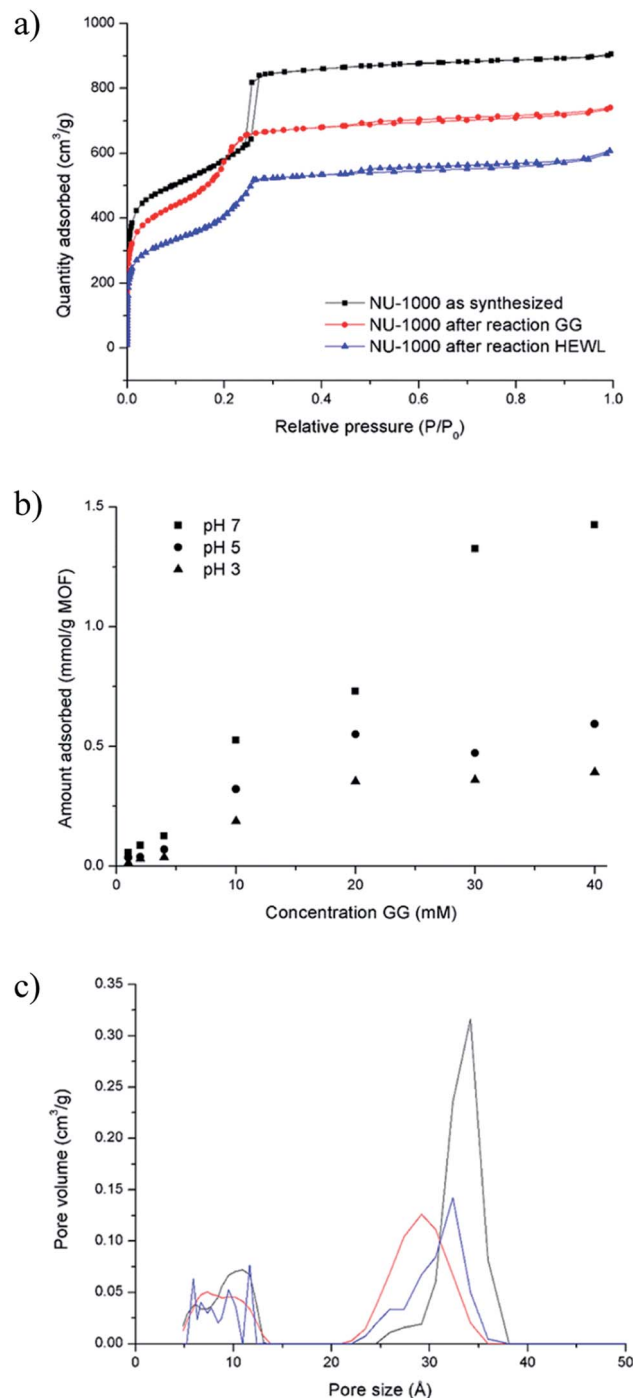 a)
1000
800
600
400
200
0
Quantity adsorbed (cm³/g)
NU-1000 as synthesized
NU-1000 after reaction GG
NU-1000 after reaction HEWL
0.0 0.2 0.4 0.6 0.8 1.0
Relative pressure (P/P₀)
b)
1.5
1.0
0.5
0.0
Amount adsorbed (mmol/g MOF)
pH 7
pH 5
pH 3
0 10 20 30 40
Concentration GG (mM)
c)
0.35
0.30
0.25
0.20
0.15
0.10
0.05
0.00
Pore volume (cm³/g)
0 10 20 30 40 50
Pore size (Å)